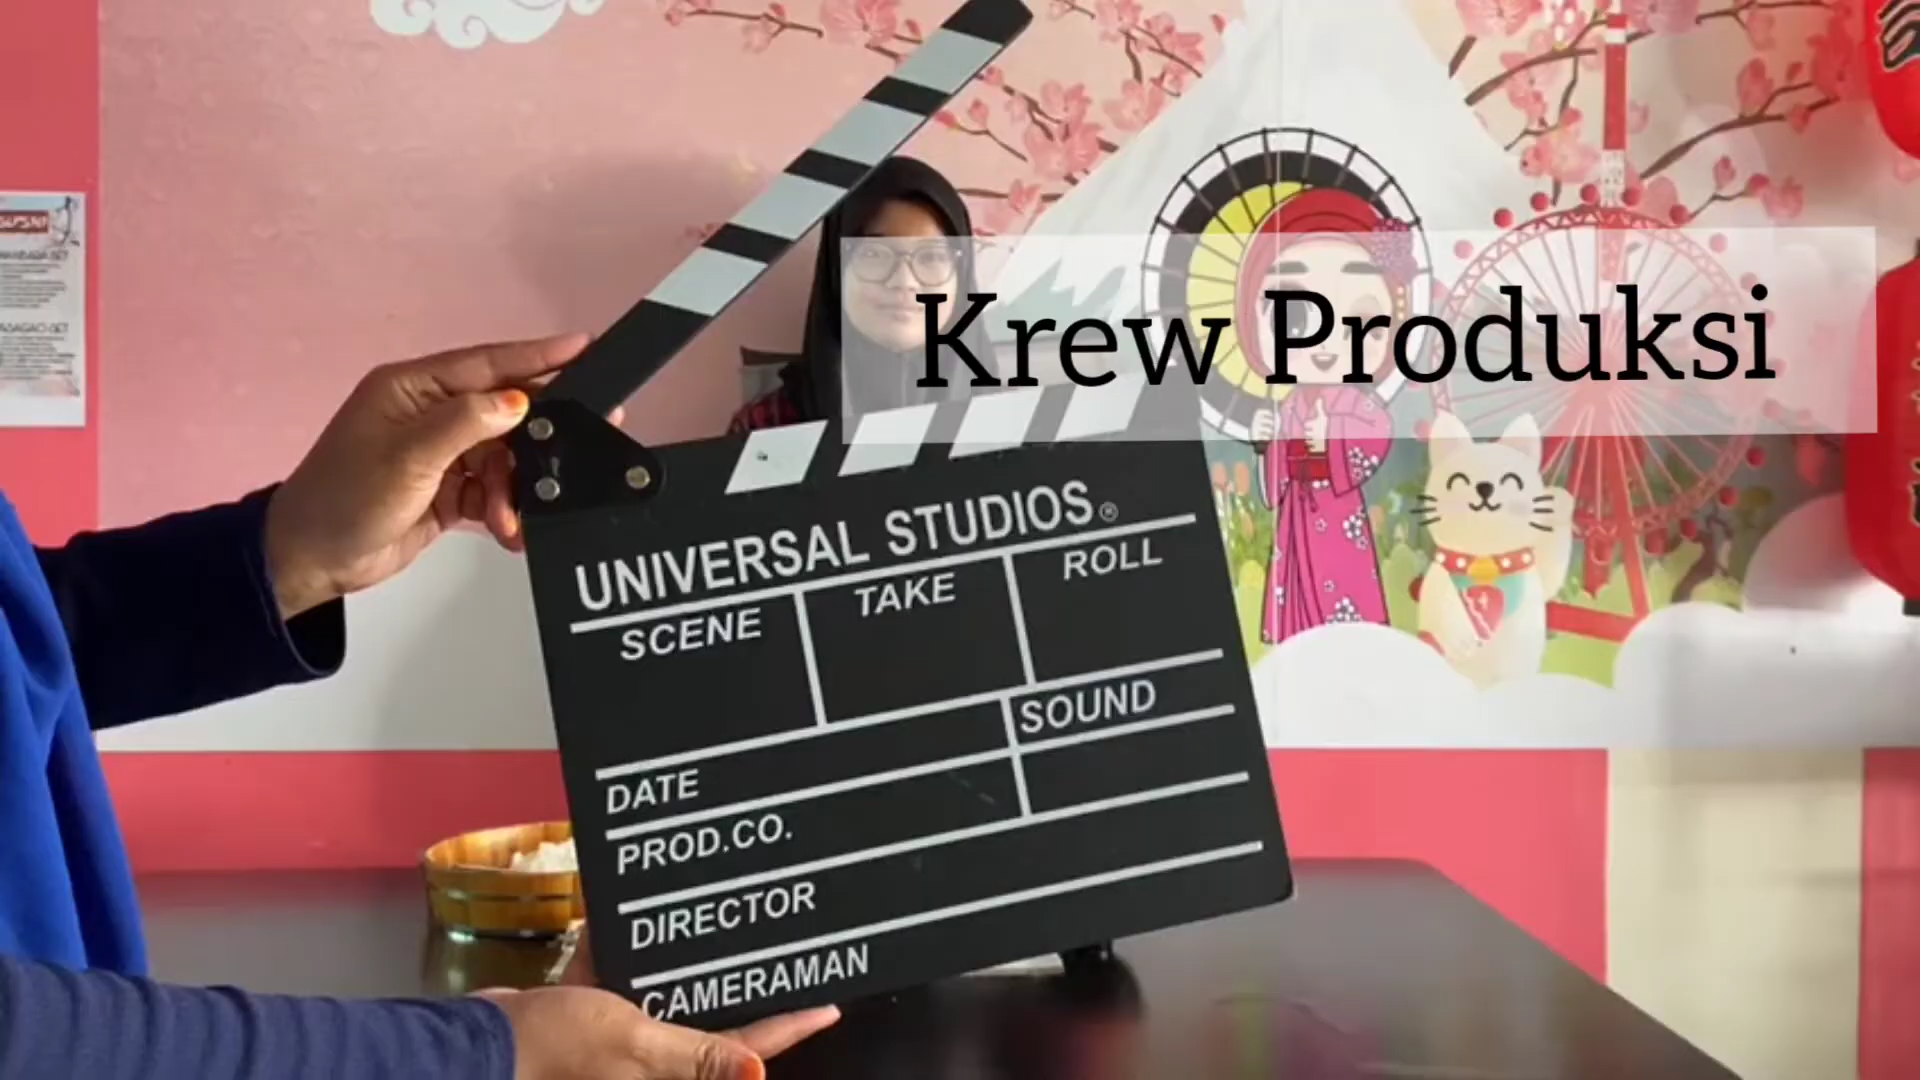 Krew Produksi
UNIVERSAL STUDIOS®
SCENE
TAKE
ROLL
SOUND
DATE
PROD.CO.
DIRECTOR
CAMERAMAN